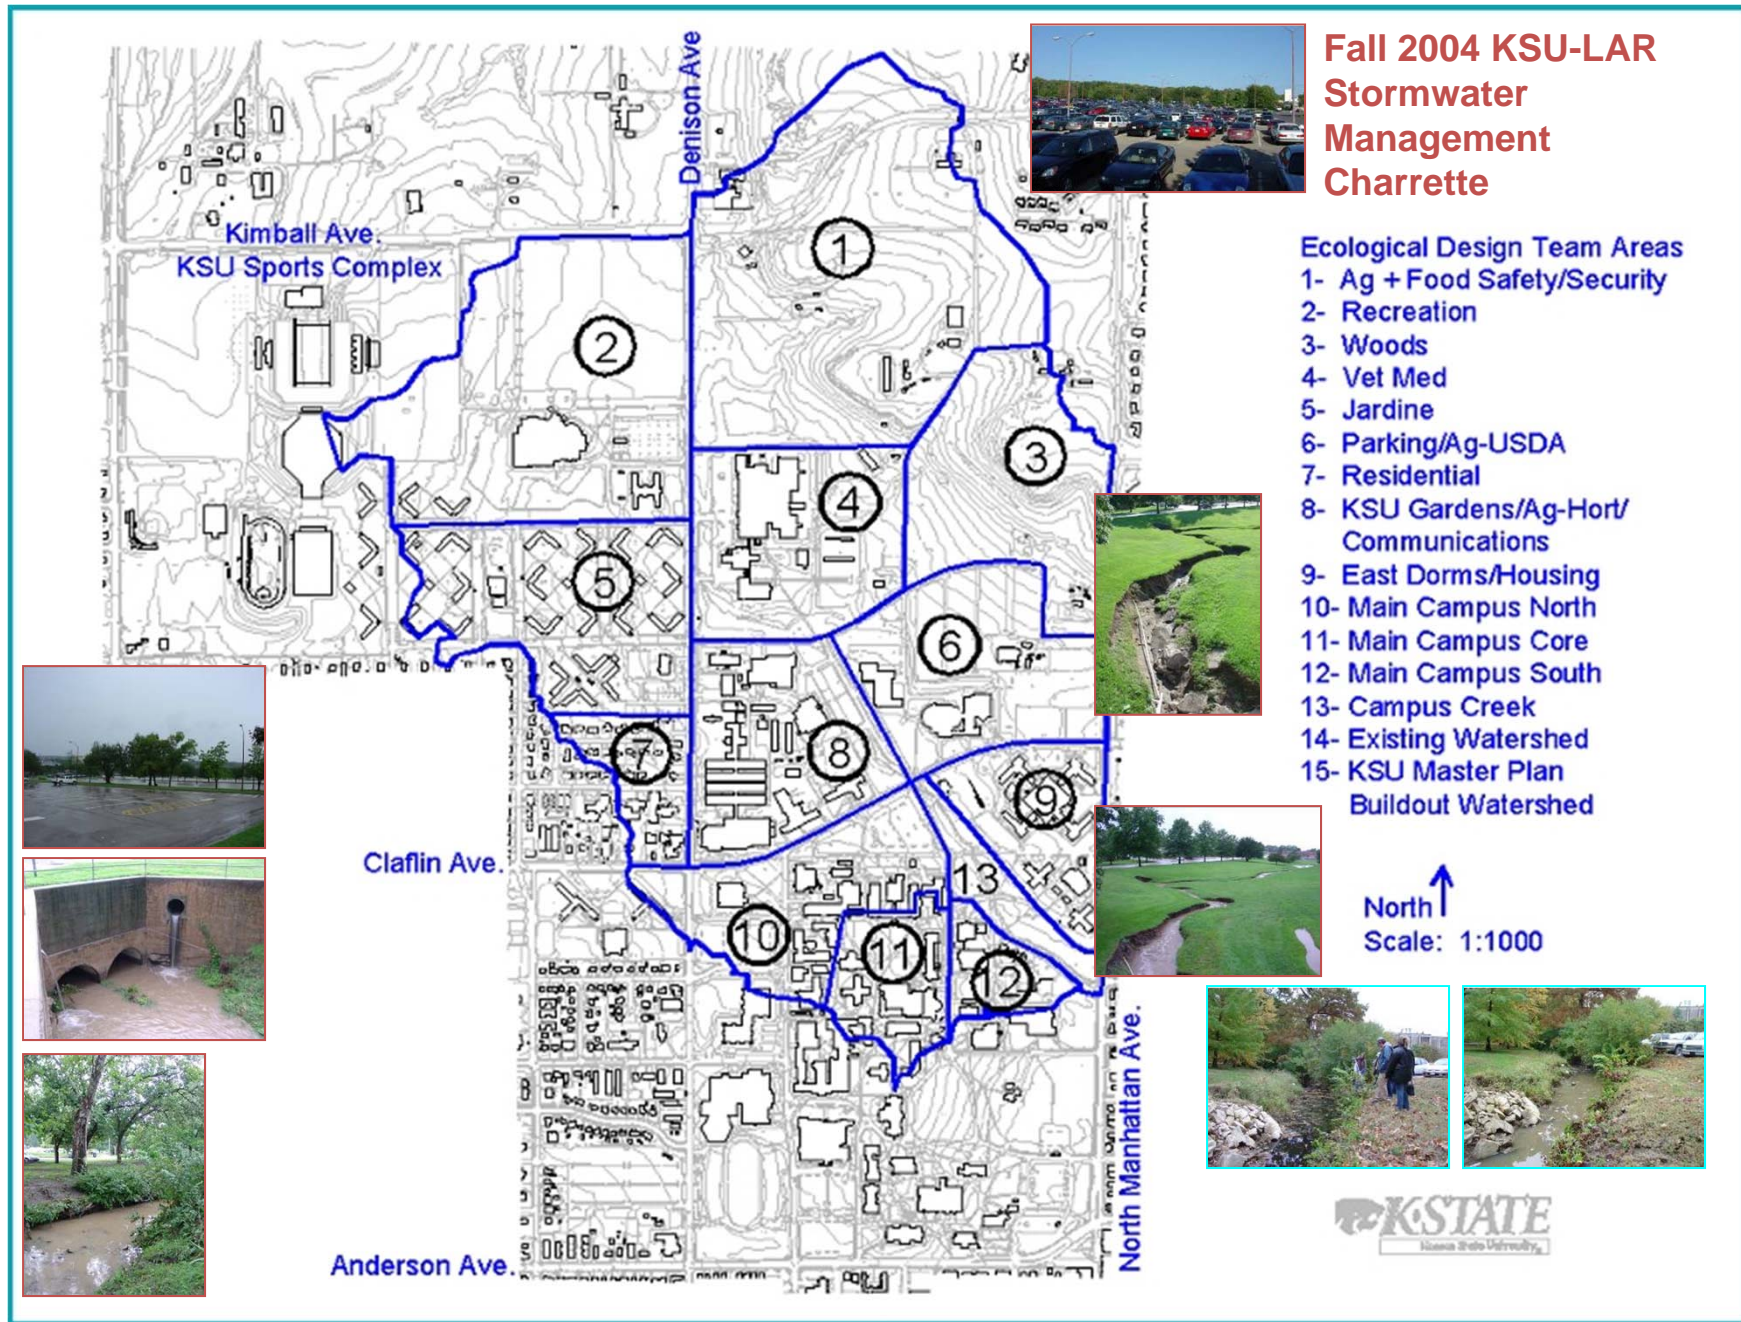 Fall 2004 KSU-LAR
Stormwater
Management
Charrette
Denison Ave
Kimball Ave.
KSU Sports Complex
1
2
3
4
5
6
7
8
9
10
11
12
13
Claflin Ave.
Anderson Ave.
North Manhattan Ave.
Ecological Design Team Areas
1- Ag + Food Safety/Security
2- Recreation
3- Woods
4- Vet Med
5- Jardine
6- Parking/Ag-USDA
7- Residential
8- KSU Gardens/Ag-Hort/
Communications
9- East Dorms/Housing
10- Main Campus North
11- Main Campus Core
12- Main Campus South
13- Campus Creek
14- Existing Watershed
15- KSU Master Plan
Buildout Watershed
North
Scale: 1:1000
K-STATE
Kansas State University